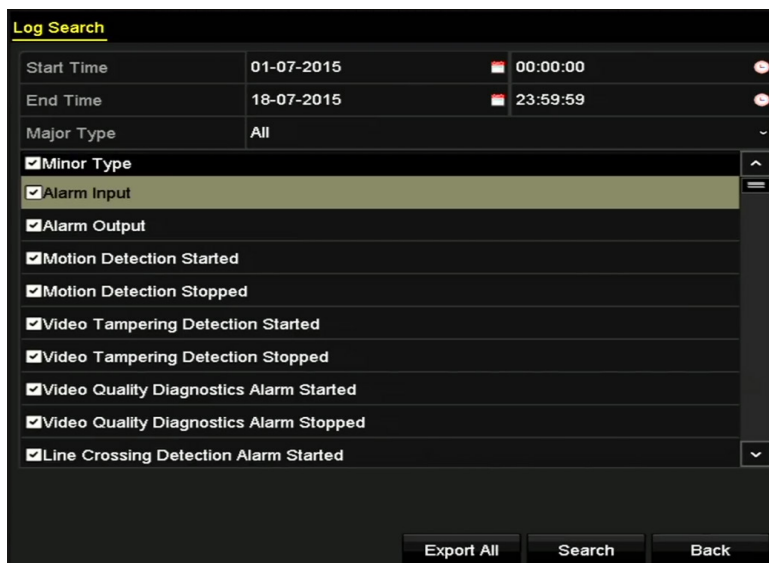 Log Search
Start Time 01-07-2015 00:00:00
End Time 18-07-2015 23:59:59
Major Type All
Minor Type
Alarm Input
Alarm Output
Motion Detection Started
Motion Detection Stopped
Video Tampering Detection Started
Video Tampering Detection Stopped
Video Quality Diagnostics Alarm Started
Video Quality Diagnostics Alarm Stopped
Line Crossing Detection Alarm Started
Export All Search Back